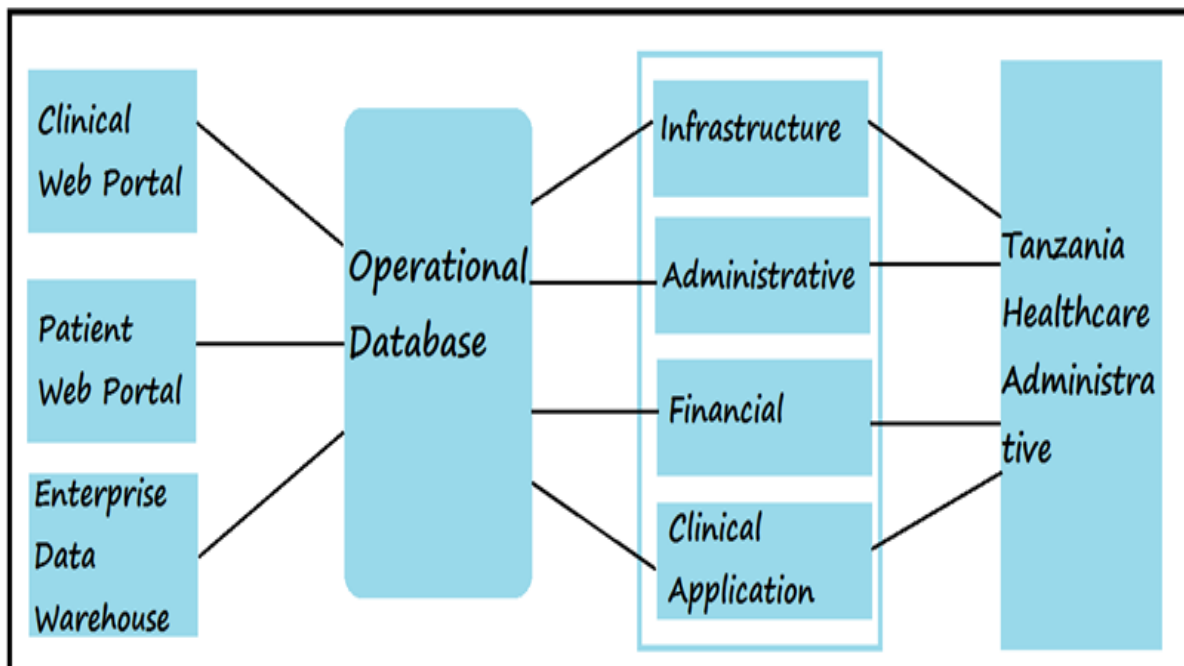 Clinical
Web Portal
Patient
Web Portal
Enterprise
Data
Warehouse
Operational
Database
Infrastructure
Administrative
Financial
Clinical
Application
Tanzania
Healthcare
Administra
tive